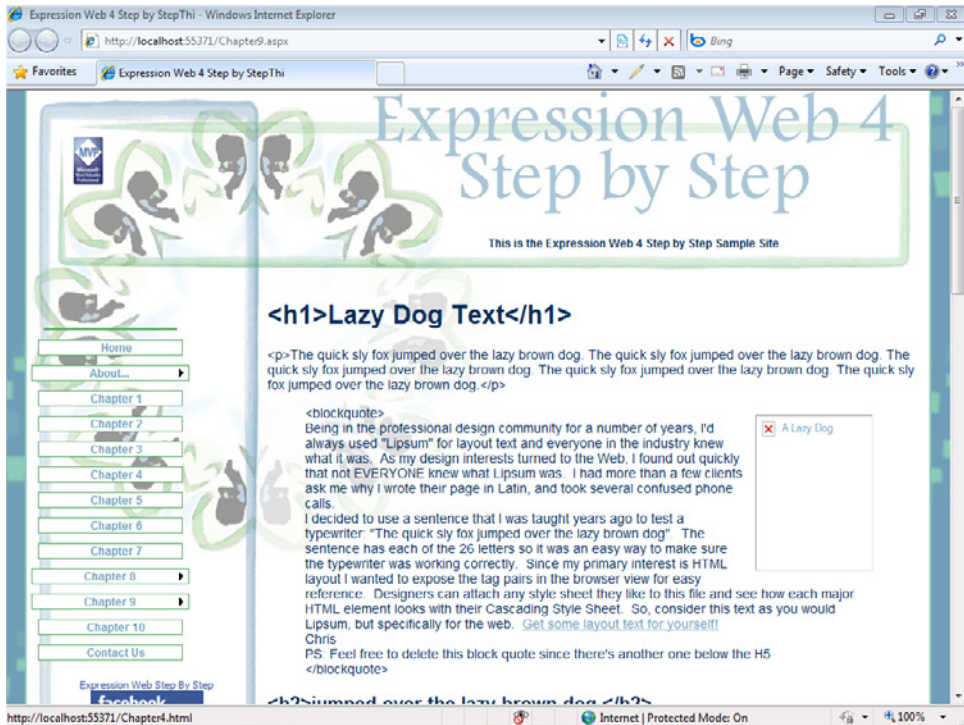 Expression Web 4 Step by StepThi - Windows Internet Explorer
http://localhost:55371/Chapter9.aspx
Bing
Favorites
Expression Web 4 Step by StepThi
Page
Safety
Tools
Expression Web 4
Step by Step
MVP
This is the Expression Web 4 Step by Step Sample Site
Home
About...
Chapter 1
Chapter 2
Chapter 3
Chapter 4
Chapter 5
Chapter 6
Chapter 7
Chapter 8
Chapter 9
Chapter 10
Contact Us
Expression Web Step By Step
facebook
<h1>Lazy Dog Text</h1>
<p>The quick sly fox jumped over the lazy brown dog. The quick sly fox jumped over the lazy brown dog. The
quick sly fox jumped over the lazy brown dog. The quick sly fox jumped over the lazy brown dog. The quick sly
fox jumped over the lazy brown dog.</p>
<blockquote>
Being in the professional design community for a number of years, I'd
always used "Lipsum" for layout text and everyone in the industry knew
what it was. As my design interests turned to the Web, I found out quickly
that not EVERYONE knew what Lipsum was. I had more than a few clients
ask me why I wrote their page in Latin, and took several confused phone
calls.
I decided to use a sentence that I was taught years ago to test a
typewriter: "The quick sly fox jumped over the lazy brown dog". The
sentence has each of the 26 letters so it was an easy way to make sure
the typewriter was working correctly. Since my primary interest is HTML
layout I wanted to expose the tag pairs in the browser view for easy
reference. Designers can attach any style sheet they like to this file and see how each major
HTML element looks with their Cascading Style Sheet. So, consider this text as you would
Lipsum, but specifically for the web. Get some layout text for yourself!
Chris
PS: Feel free to delete this block quote since there's another one below the H5
</blockquote>
A Lazy Dog
<h2>jumped over the lazy brown dog.</h2>
http://localhost:55371/Chapter4.html
Internet | Protected Mode: On
100%